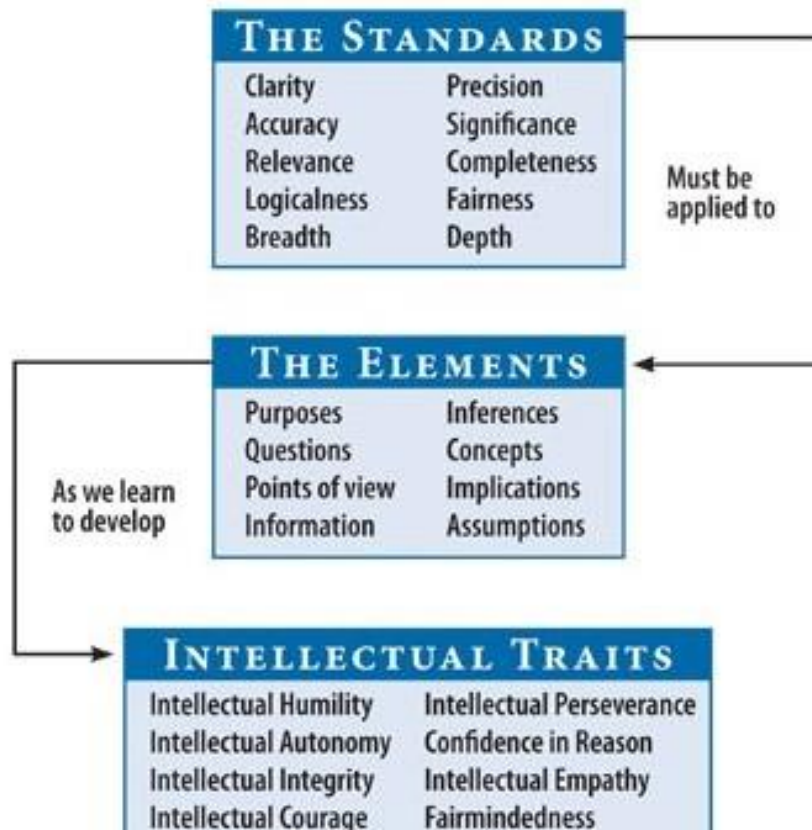 THE STANDARDS
Clarity Precision
Accuracy Significance
Relevance Completeness
Logicalness Fairness
Breadth Depth
Must be
applied to
THE ELEMENTS
Purposes Inferences
Questions Concepts
Points of view Implications
Information Assumptions
As we learn
to develop
INTELLECTUAL TRAITS
Intellectual Humility Intellectual Perseverance
Intellectual Autonomy Confidence in Reason
Intellectual Integrity Intellectual Empathy
Intellectual Courage Fairmindedness